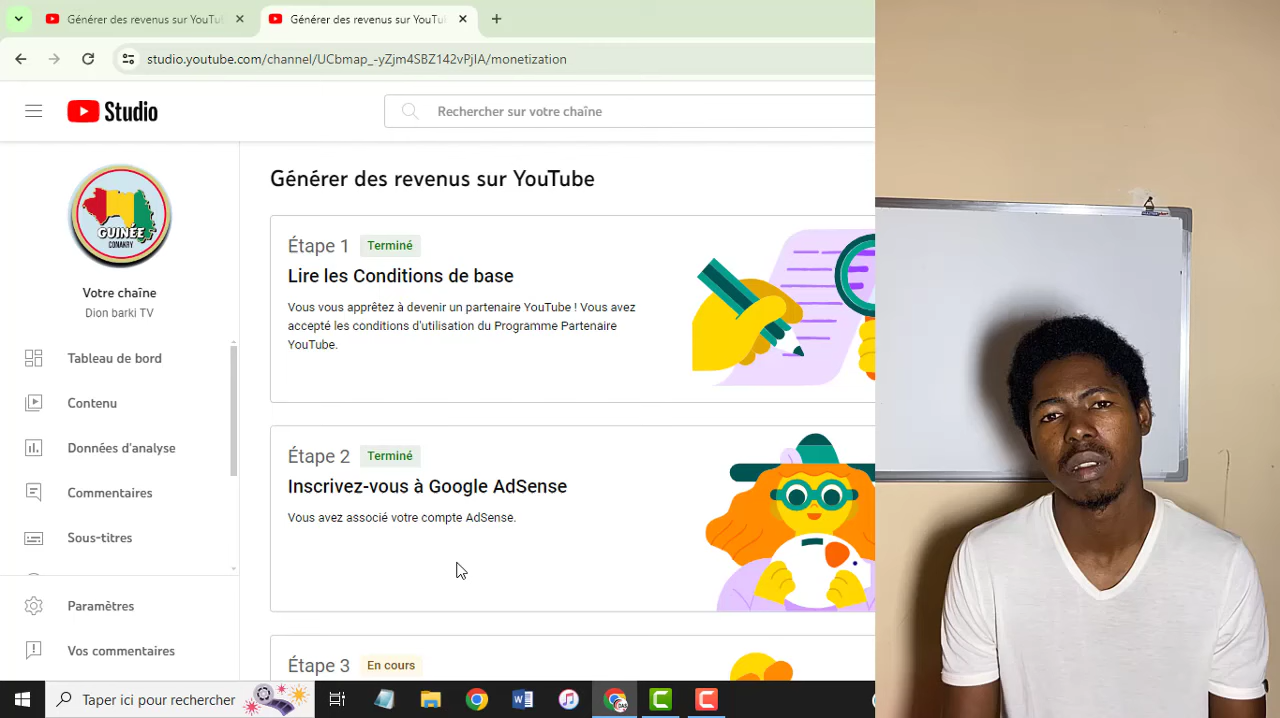 Générer des revenus sur YouTu
Générer des revenus sur YouTu
studio.youtube.com/channel/UCbmap_-yZjm4SBZ142vPjIA/monetization
Studio
Rechercher sur votre chaîne
GUINÉE
CONAKRY
Votre chaîne
Dion barki TV
Tableau de bord
Contenu
Données d'analyse
Commentaires
Sous-titres
Paramètres
Vos commentaires
Générer des revenus sur YouTube
Étape 1 Terminé
Lire les Conditions de base
Vous vous apprêtez à devenir un partenaire YouTube ! Vous avez
accepté les conditions d'utilisation du Programme Partenaire
YouTube.
Étape 2 Terminé
Inscrivez-vous à Google AdSense
Vous avez associé votre compte AdSense.
Étape 3 En cours
Taper ici pour rechercher